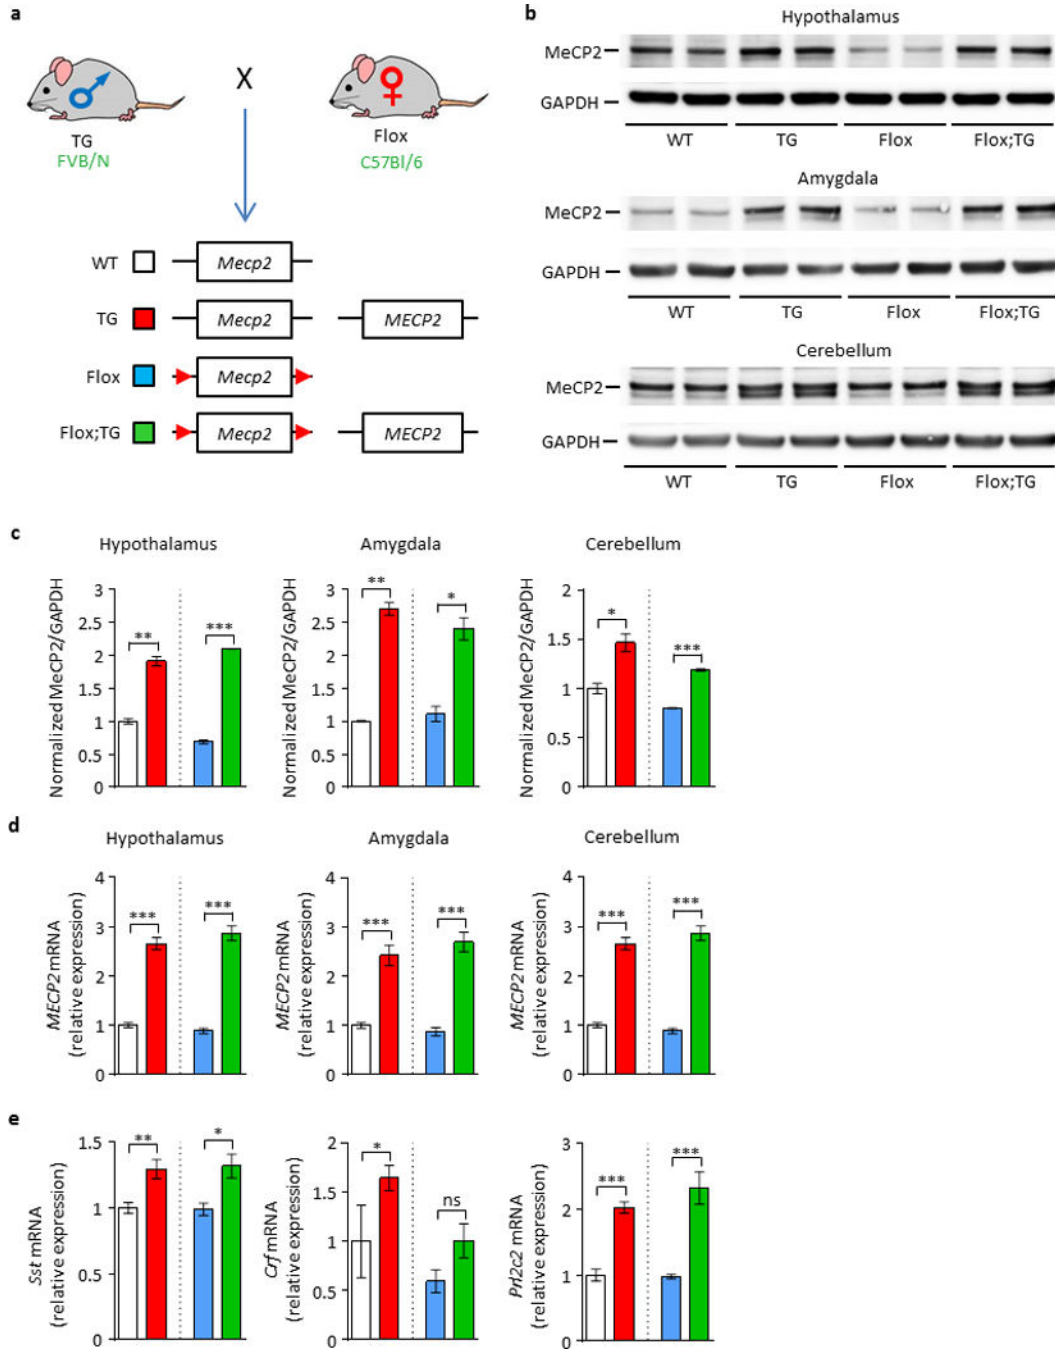 a
X
TG
FVB/N
Flox
C57Bl/6
WT Mecp2
TG Mecp2 MECP2
Flox Mecp2
Flox;TG Mecp2 MECP2
b
Hypothalamus
MeCP2
GAPDH
WT TG Flox Flox;TG
Amygdala
MeCP2
GAPDH
WT TG Flox Flox;TG
Cerebellum
MeCP2
GAPDH
WT TG Flox Flox;TG
c
Hypothalamus
Normalized MeCP2/GAPDH
3
2.5
2
1.5
1
0.5
0
** ***
Amygdala
Normalized MeCP2/GAPDH
3
2.5
2
1.5
1
0.5
0
** *
Cerebellum
Normalized MeCP2/GAPDH
2
1.5
1
0.5
0
* ***
d
Hypothalamus
MECP2 mRNA
(relative expression)
4
3
2
1
0
*** ***
Amygdala
MECP2 mRNA
(relative expression)
4
3
2
1
0
*** ***
Cerebellum
MECP2 mRNA
(relative expression)
4
3
2
1
0
*** ***
e
Sst mRNA
(relative expression)
1.5
1
0.5
0
** *
Crf mRNA
(relative expression)
2
1.5
1
0.5
0
* ns
Prl2c2 mRNA
(relative expression)
3
2
1
0
*** ***